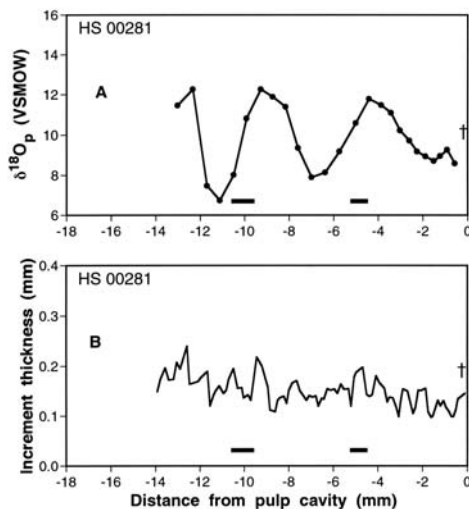 HS 00281
A
δ18Op (VSMOW)
16
14
12
10
8
6
†
-18 -16 -14 -12 -10 -8 -6 -4 -2 0
HS 00281
B
Increment thickness (mm)
0.4
0.3
0.2
0.1
0.0
†
-18 -16 -14 -12 -10 -8 -6 -4 -2 0
Distance from pulp cavity (mm)